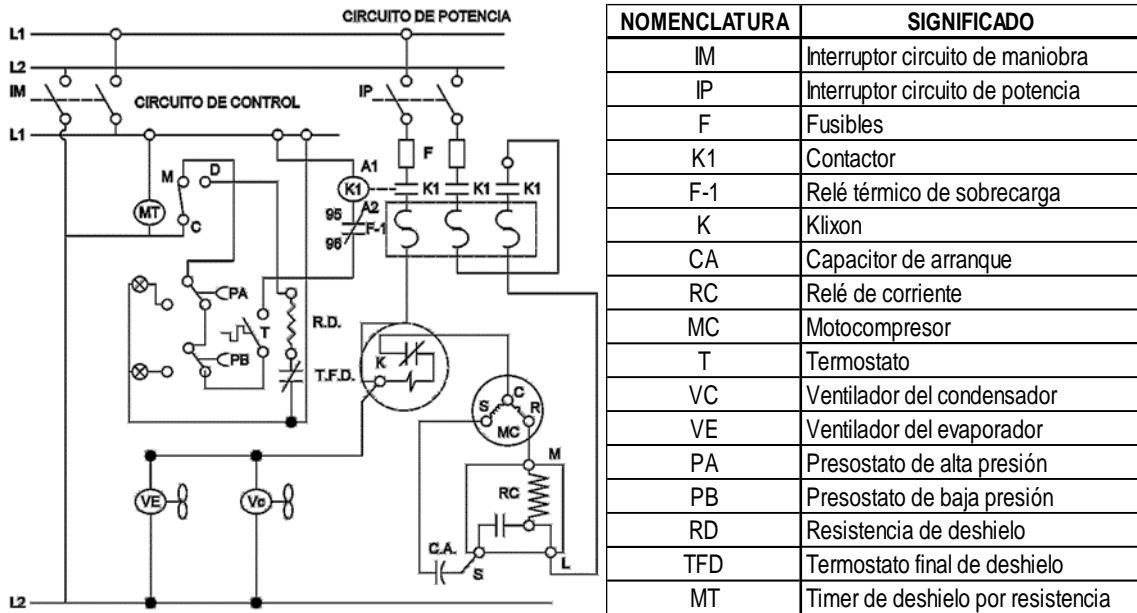 CIRCUITO DE POTENCIA
L1
L2
IM
IP
CIRCUITO DE CONTROL
L1
F
A1
M
D
K1
K1
K1
K1
MT
A2
95
F-1
C
96
PA
T
R.D.
PB
K
T.F.D.
C
S
R
MC
M
VE
Vc
RC
C.A.
S
L
L2
NOMENCLATURA SIGNIFICADO
IM Interruptor circuito de maniobra
IP Interruptor circuito de potencia
F Fusibles
K1 Contactor
F-1 Relé térmico de sobrecarga
K Klixon
CA Capacitor de arranque
RC Relé de corriente
MC Motocompresor
T Termostato
VC Ventilador del condensador
VE Ventilador del evaporador
PA Presostato de alta presión
PB Presostato de baja presión
RD Resistencia de deshielo
TFD Termostato final de deshielo
MT Timer de deshielo por resistencia